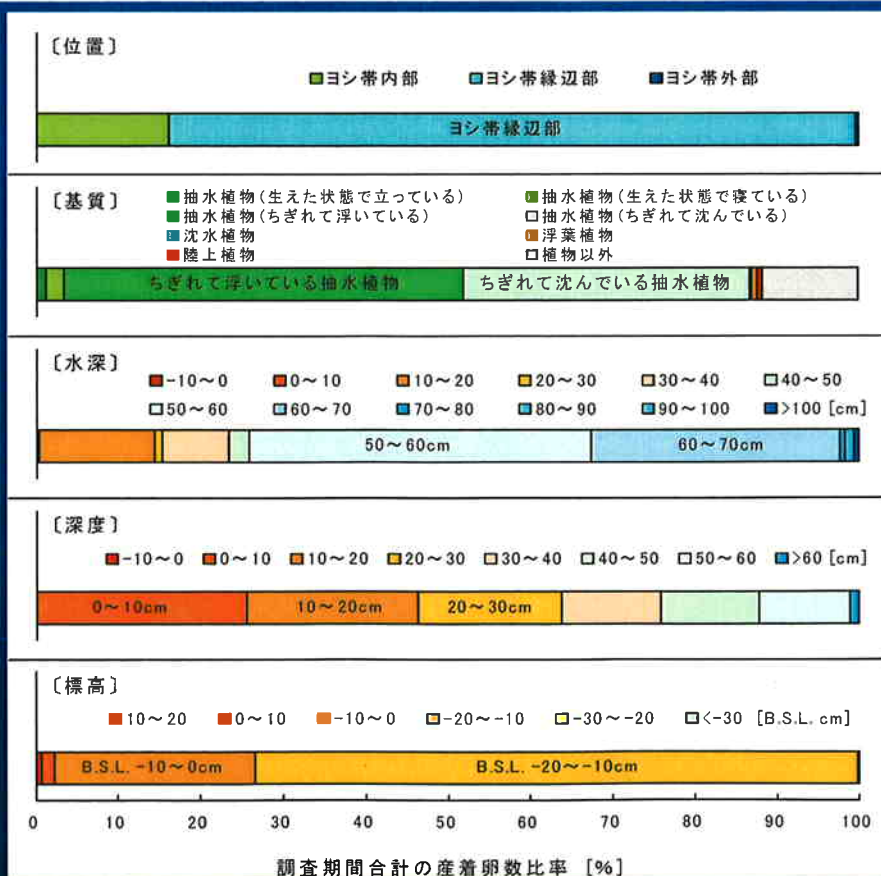 〔位置〕
ヨシ帯内部 ヨシ帯縁辺部 ヨシ帯外部
ヨシ帯縁辺部
〔基質〕
抽水植物(生えた状態で立っている) 抽水植物(生えた状態で寝ている)
抽水植物(ちぎれて浮いている) 抽水植物(ちぎれて沈んでいる)
沈水植物 浮葉植物
陸上植物 植物以外
ちぎれて浮いている抽水植物 ちぎれて沈んでいる抽水植物
〔水深〕
-10～0 0～10 10～20 20～30 30～40 40～50
50～60 60～70 70～80 80～90 90～100 >100 [cm]
50～60cm 60～70cm
〔深度〕
-10～0 0～10 10～20 20～30 30～40 40～50 50～60 >60 [cm]
0～10cm 10～20cm 20～30cm
〔標高〕
10～20 0～10 -10～0 -20～-10 -30～-20 <-30 [B.S.L. cm]
B.S.L. -10～0cm B.S.L. -20～-10cm
0 10 20 30 40 50 60 70 80 90 100
調査期間合計の産着卵数比率 [%]